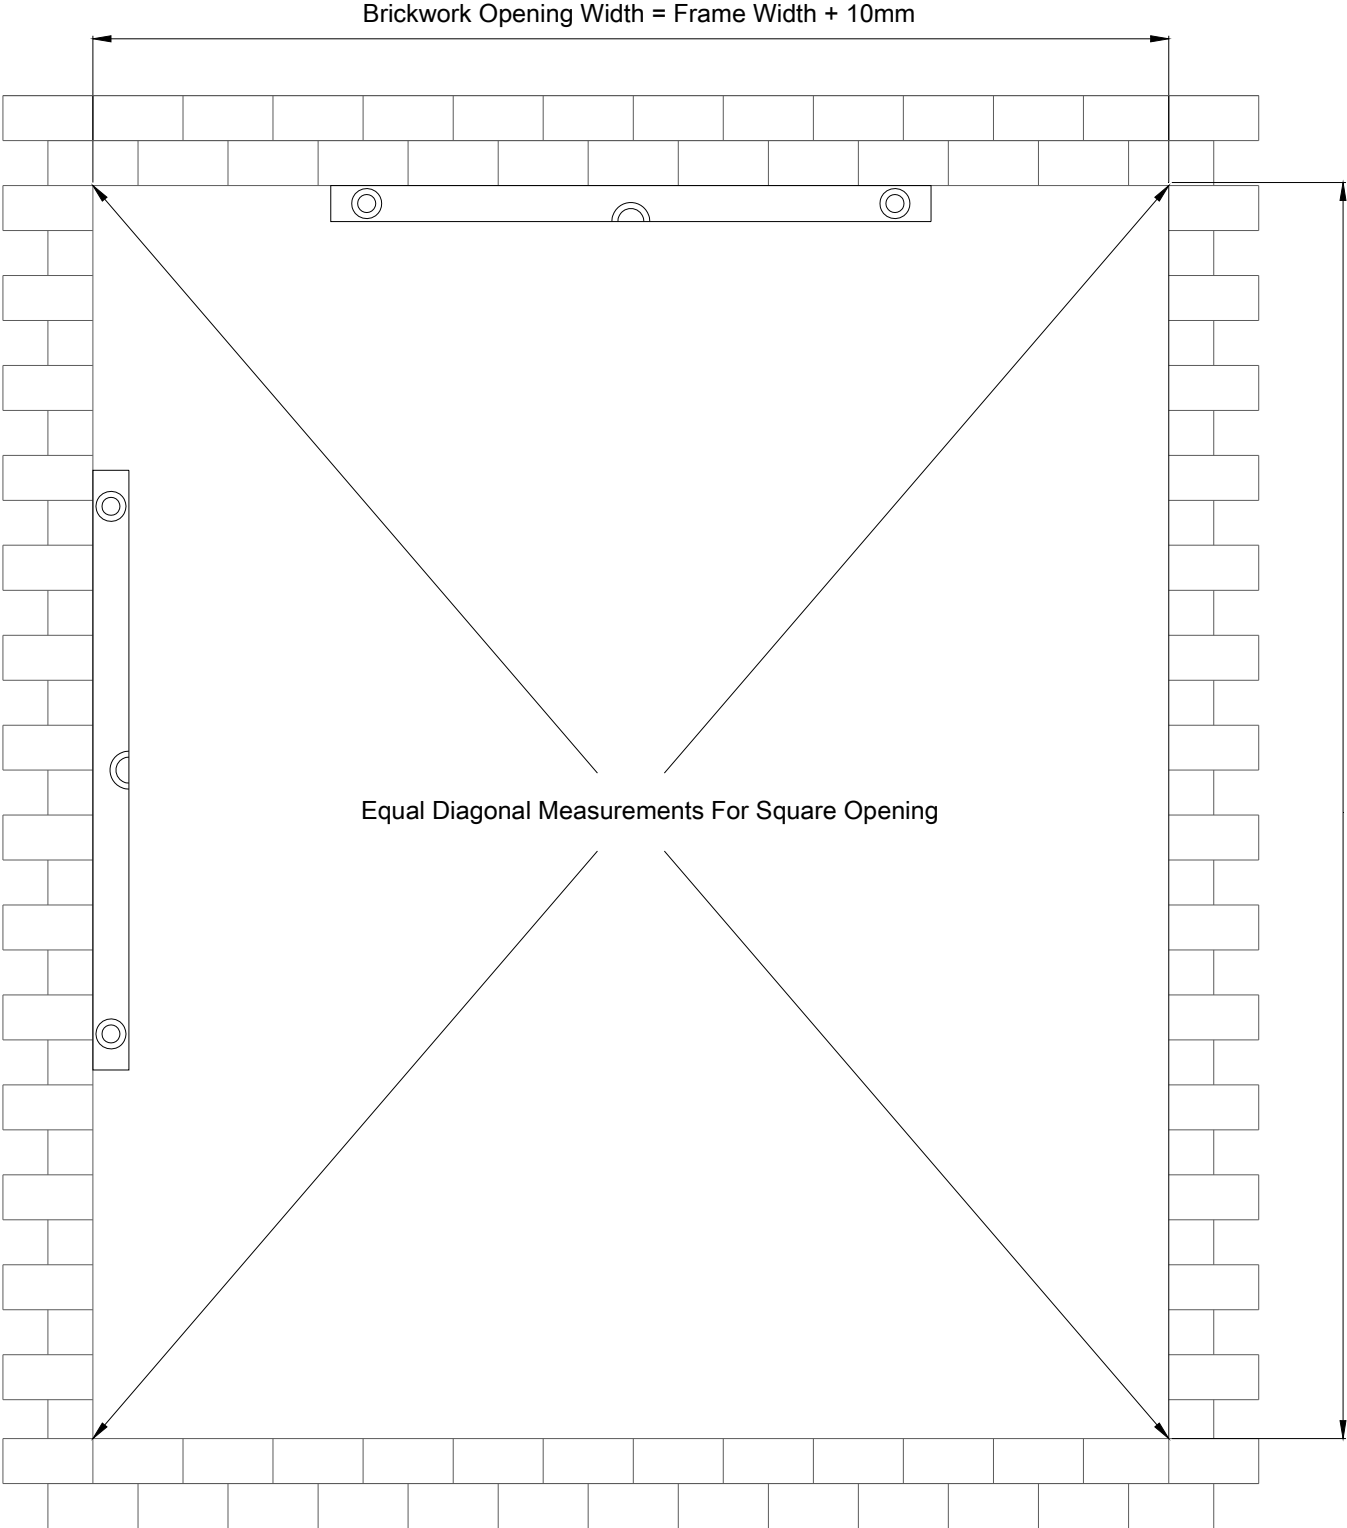 Brickwork Opening Width = Frame Width + 10mm
Equal Diagonal Measurements For Square Opening